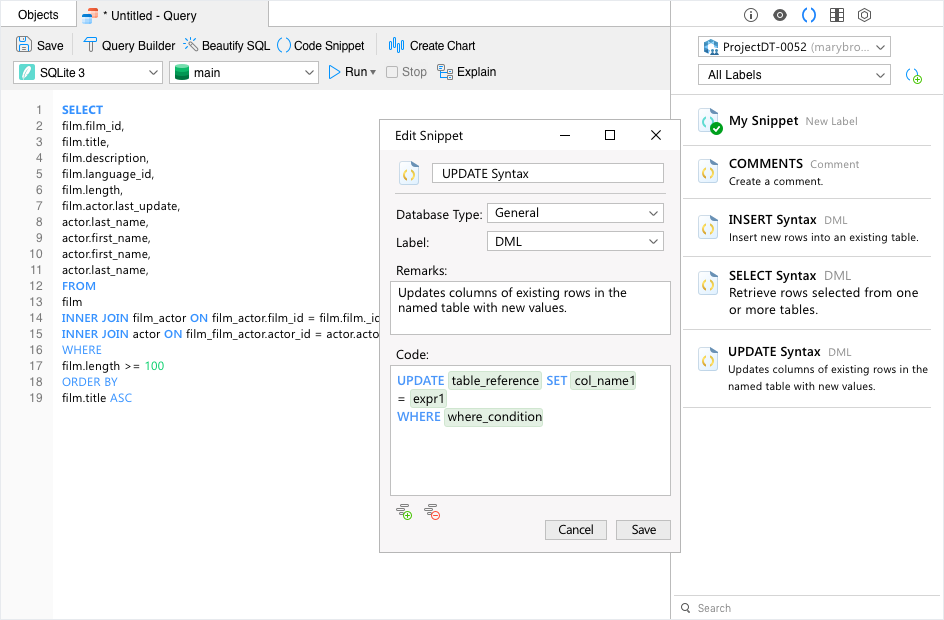 Objects
* Untitled - Query
Save
Query Builder
Beautify SQL
Code Snippet
Create Chart
SQLite 3
main
Run
Stop
Explain
1 SELECT
2 film.film_id,
3 film.title,
4 film.description,
5 film.language_id,
6 film.length,
7 film.actor.last_update,
8 actor.last_name,
9 actor.first_name,
10 actor.first_name,
11 actor.last_name,
12 FROM
13 film
14 INNER JOIN film_actor ON film_actor.film_id = film.film._id
15 INNER JOIN actor ON film_film_actor.actor_id = actor.acto
16 WHERE
17 film.length >= 100
18 ORDER BY
19 film.title ASC
Edit Snippet
UPDATE Syntax
Database Type: General
Label: DML
Remarks:
Updates columns of existing rows in the
named table with new values.
Code:
UPDATE table_reference SET col_name1
= expr1
WHERE where_condition
Cancel
Save
ProjectDT-0052 (marybro...
All Labels
My Snippet New Label
COMMENTS Comment
Create a comment.
INSERT Syntax DML
Insert new rows into an existing table.
SELECT Syntax DML
Retrieve rows selected from one
or more tables.
UPDATE Syntax DML
Updates columns of existing rows in the
named table with new values.
Search